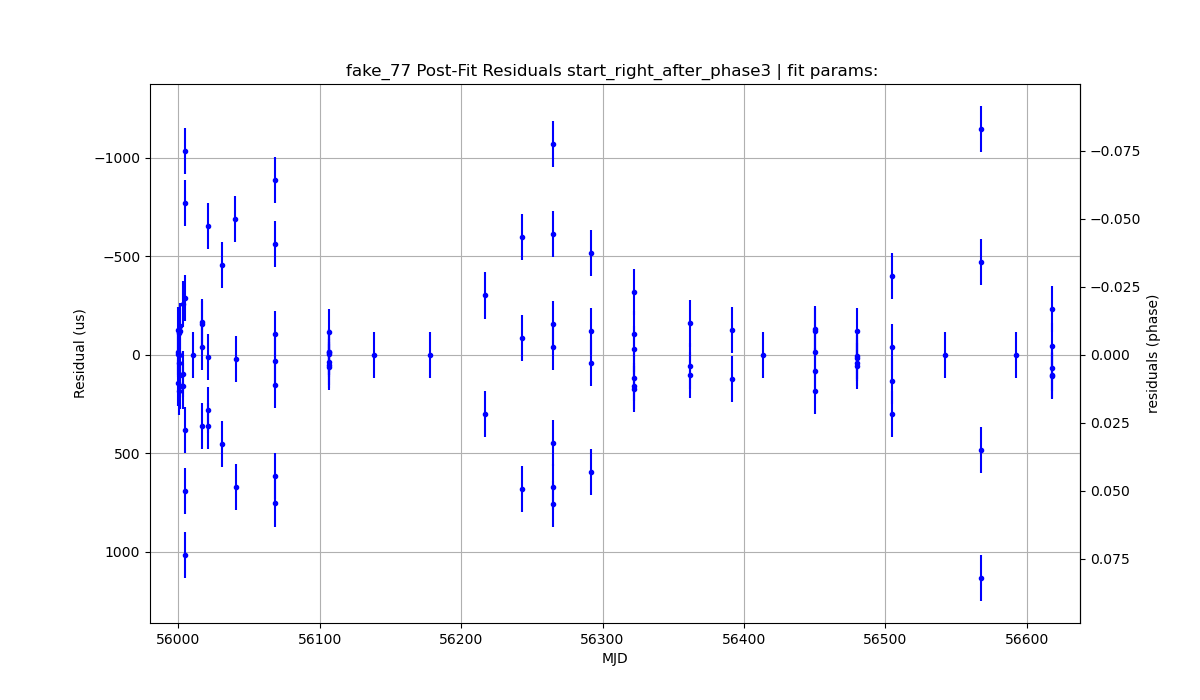 fake_77 Post-Fit Residuals start_right_after_phase3 | fit params:
−1000
−500
0
500
1000
Residual (us)
−0.075
−0.050
−0.025
0.000
0.025
0.050
0.075
residuals (phase)
56000 56100 56200 56300 56400 56500 56600
MJD